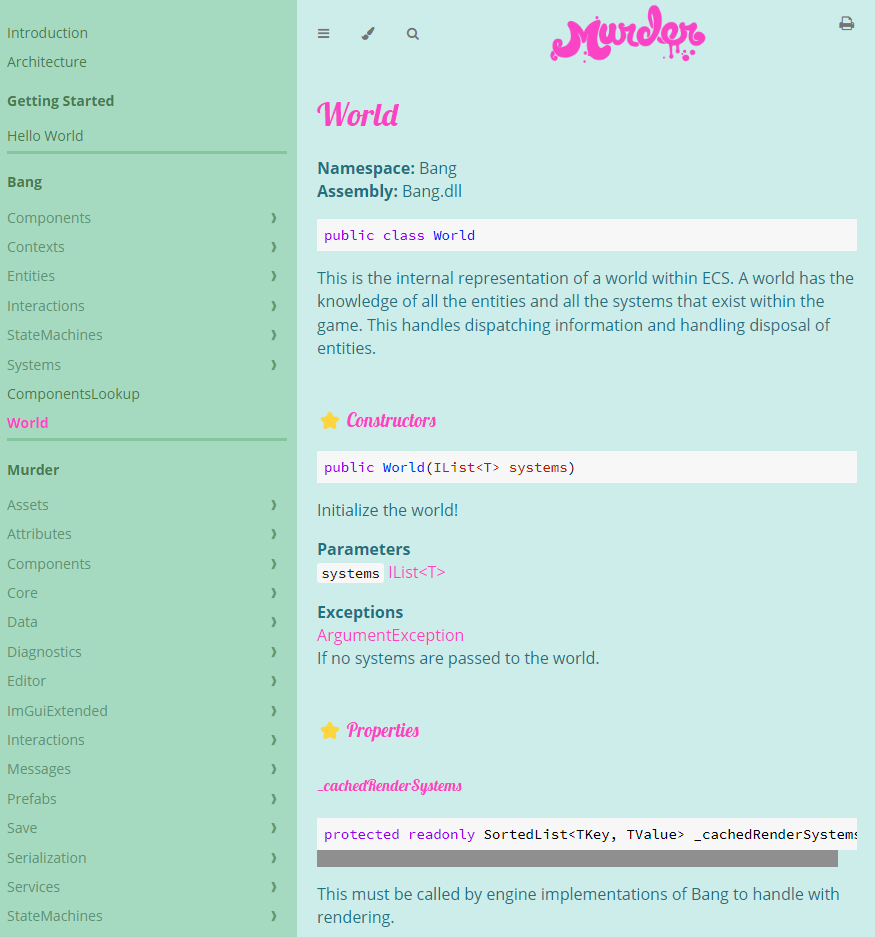 Introduction
Architecture
Getting Started
Hello World
Bang
Components
Contexts
Entities
Interactions
StateMachines
Systems
ComponentsLookup
World
Murder
Assets
Attributes
Components
Core
Data
Diagnostics
Editor
ImGuiExtended
Interactions
Messages
Prefabs
Save
Serialization
Services
StateMachines
Murder
World
Namespace: Bang
Assembly: Bang.dll
public class World
This is the internal representation of a world within ECS. A world has the
knowledge of all the entities and all the systems that exist within the
game. This handles dispatching information and handling disposal of
entities.
⭐ Constructors
public World(IList<T> systems)
Initialize the world!
Parameters
systems IList<T>
Exceptions
ArgumentException
If no systems are passed to the world.
⭐ Properties
_cachedRenderSystems
protected readonly SortedList<TKey, TValue> _cachedRenderSystems
This must be called by engine implementations of Bang to handle with
rendering.